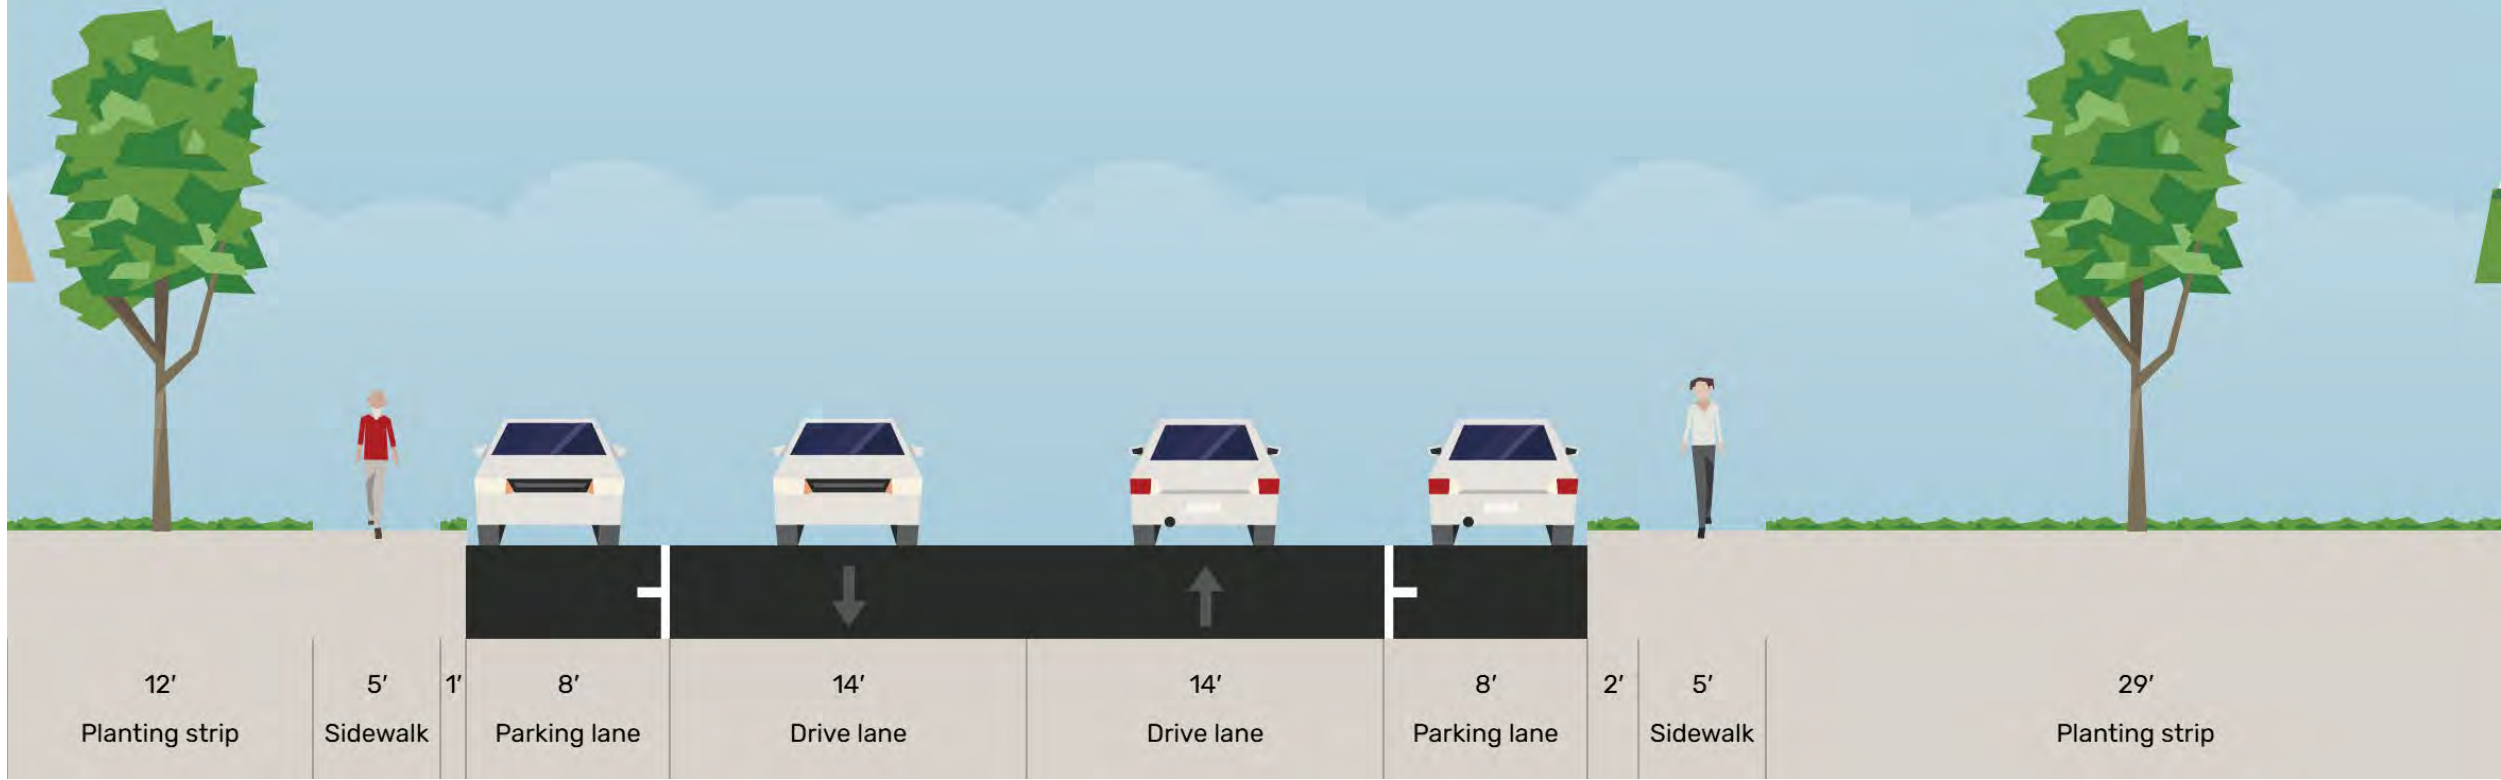 12’ 5’ 1’ 8’ 14’ 14’ 8’ 2’ 5’ 29’
Planting strip Sidewalk Parking lane Drive lane Drive lane Parking lane Sidewalk Planting strip